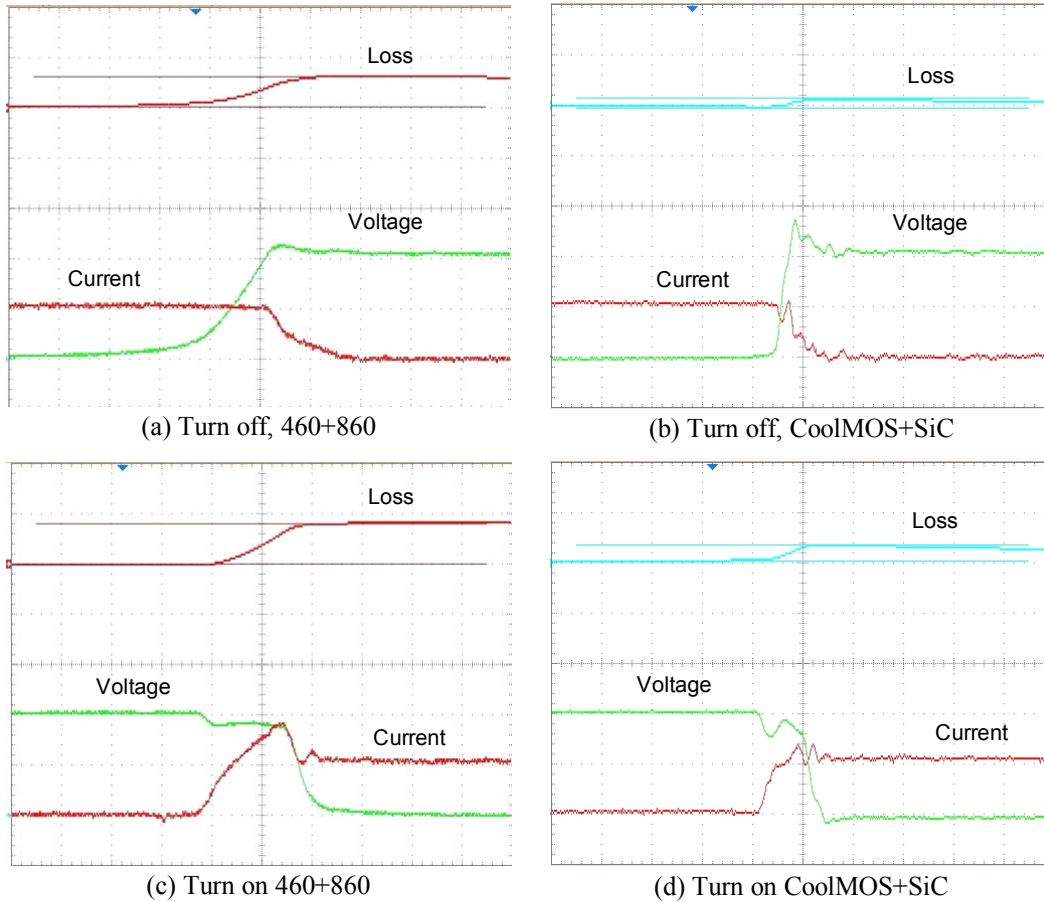 Loss
Voltage
Current
(a) Turn off, 460+860
Loss
Voltage
Current
(b) Turn off, CoolMOS+SiC
Loss
Voltage
Current
(c) Turn on 460+860
Loss
Voltage
Current
(d) Turn on CoolMOS+SiC